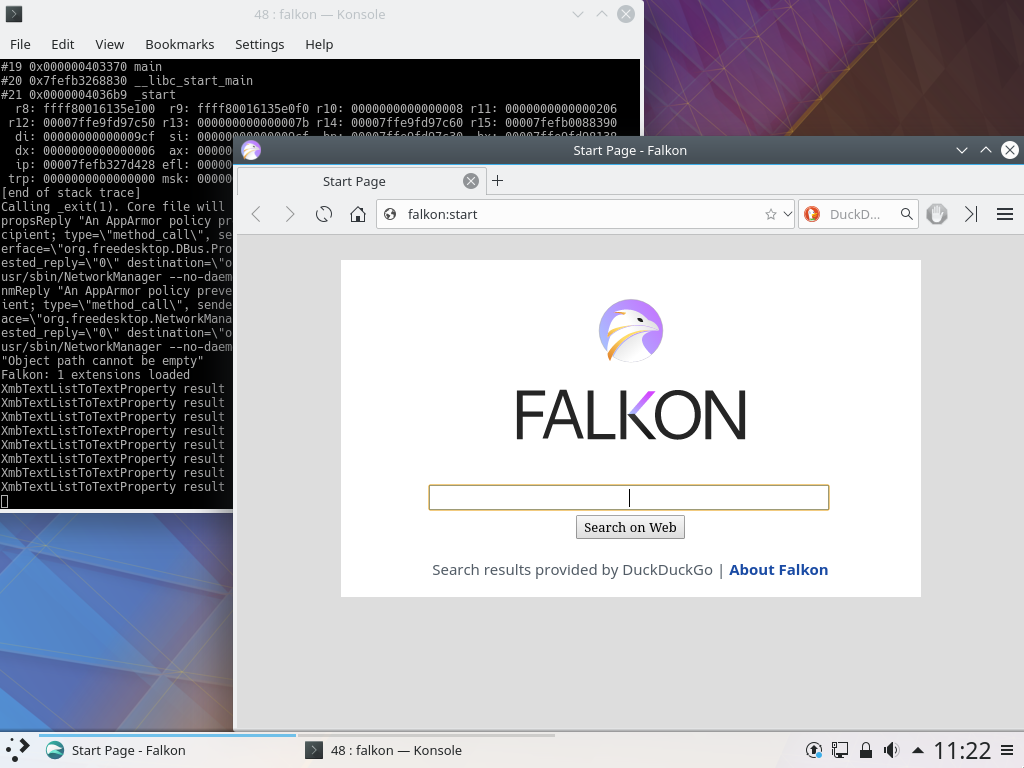 48 : falkon — Konsole
File Edit View Bookmarks Settings Help
#19 0x000000403370 main
#20 0x7fefb3268830 __libc_start_main
#21 0x0000004036b9 _start
r8: ffff80016135e100 r9: ffff80016135e0f0 r10: 0000000000000008 r11: 0000000000000206
r12: 00007ffe9fd97c50 r13: 000000000000007b r14: 00007ffe9fd97c60 r15: 00007fefb0088390
di: 00000000000009cf si:
dx: 0000000000000006 ax: 00000
ip: 00007fefb327d428 efl: 00000
trp: 0000000000000000 msk: 00000
[end of stack trace]
Calling _exit(1). Core file will
propsReply "An AppArmor policy pr
cipient; type=\"method_call\", se
erface=\"org.freedesktop.DBus.Pro
ested_reply=\"0\" destination=\"o
usr/sbin/NetworkManager --no-daem
nmReply "An AppArmor policy preve
ient; type=\"method_call\", sende
ace=\"org.freedesktop.NetworkMana
ested_reply=\"0\" destination=\"o
usr/sbin/NetworkManager --no-daem
"Object path cannot be empty"
Falkon: 1 extensions loaded
XmbTextListToTextProperty result
XmbTextListToTextProperty result
XmbTextListToTextProperty result
XmbTextListToTextProperty result
XmbTextListToTextProperty result
XmbTextListToTextProperty result
XmbTextListToTextProperty result
XmbTextListToTextProperty result
Start Page - Falkon
Start Page
falkon:start
DuckD...
FALKON
Search on Web
Search results provided by DuckDuckGo | About Falkon
Start Page - Falkon
48 : falkon — Konsole
11:22